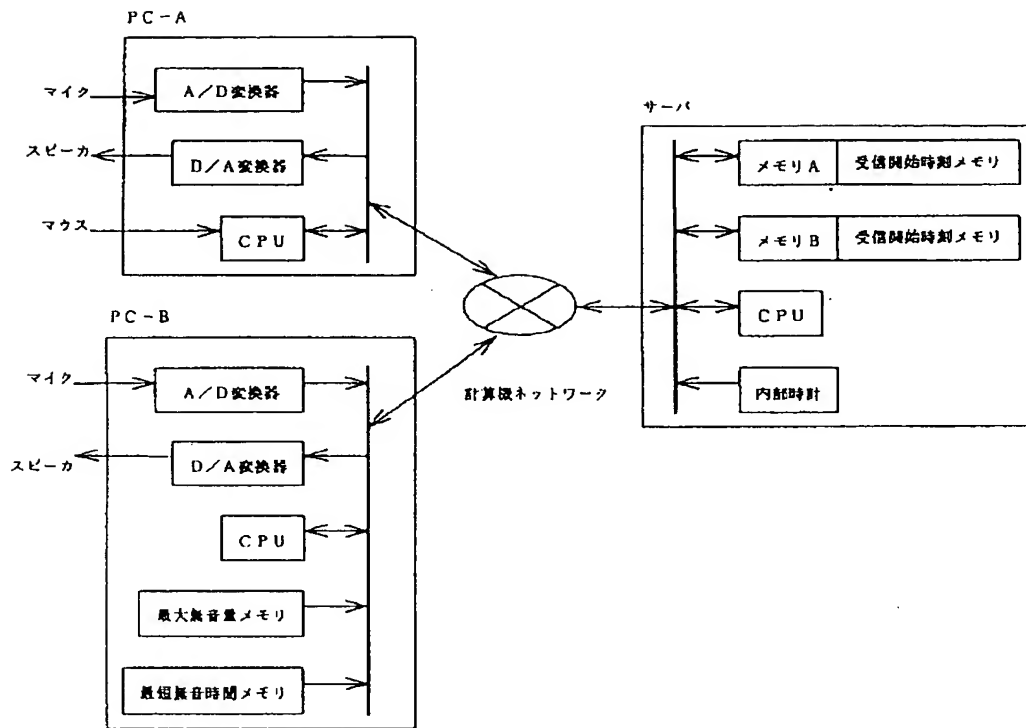 PC-A
マイク
A/D変換器
スピーカ
D/A変換器
マウス
CPU
PC-B
マイク
A/D変換器
スピーカ
D/A変換器
CPU
最大無音量メモリ
最短無音時間メモリ
計算機ネットワーク
サーバ
メモリA
受信開始時刻メモリ
メモリB
受信開始時刻メモリ
CPU
内部時計